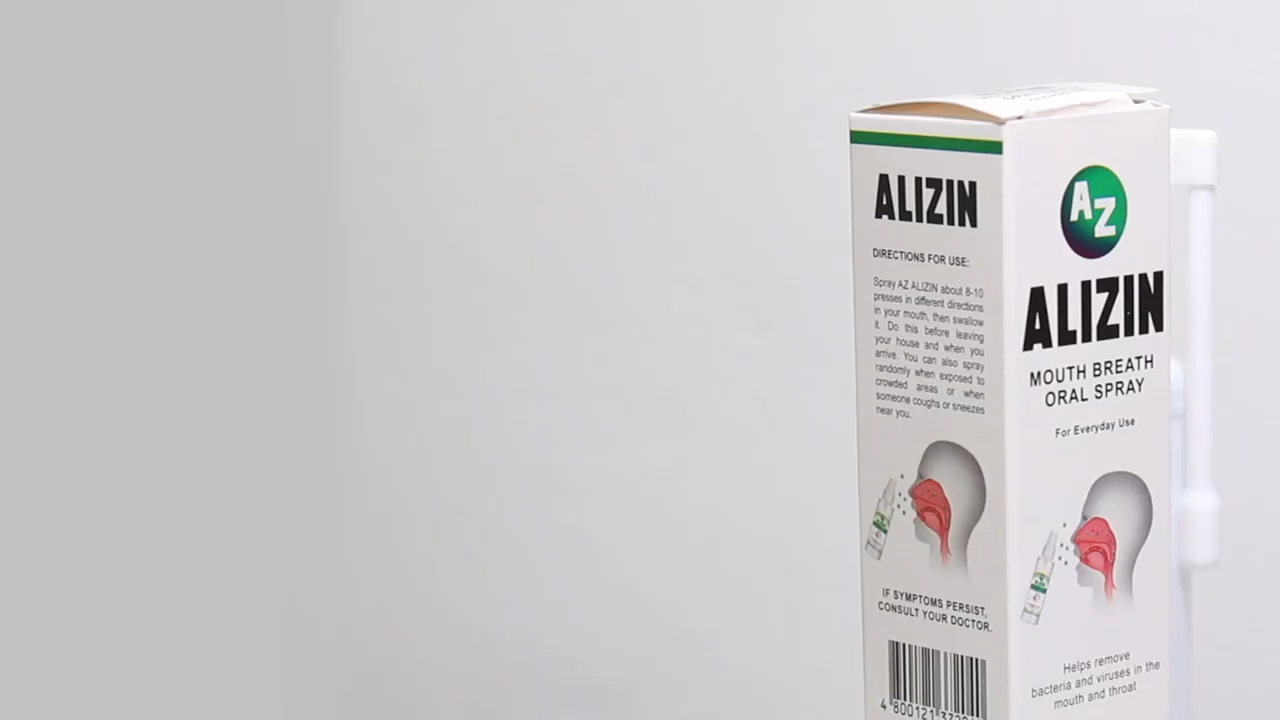 ALIZIN
DIRECTIONS FOR USE:
Spray AZ ALIZIN about 8-10
presses in different directions
in your mouth, then swallow
it. Do this before leaving
your house and when you
arrive. You can also spray
randomly when exposed to
crowded areas or when
someone coughs or sneezes
near you.
IF SYMPTOMS PERSIST,
CONSULT YOUR DOCTOR.
4 800121
AZ
ALIZIN
MOUTH BREATH
ORAL SPRAY
For Everyday Use
Helps remove
bacteria and viruses in the
mouth and throat